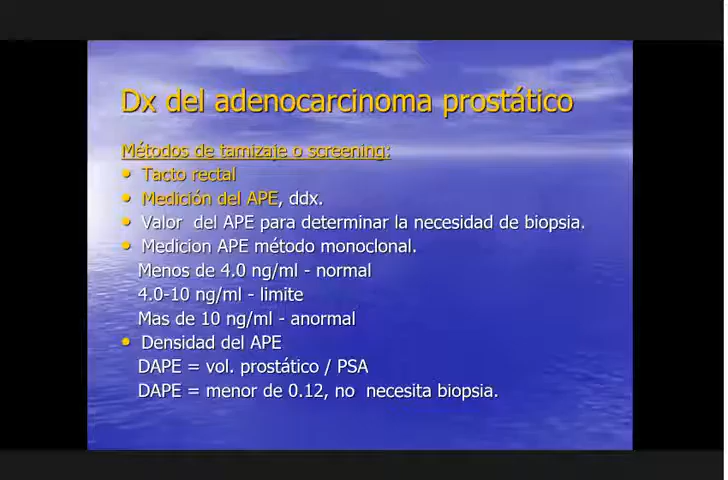 Dx del adenocarcinoma prostático
Métodos de tamizaje o screening:
• Tacto rectal
• Medición del APE, ddx.
• Valor del APE para determinar la necesidad de biopsia.
• Medicion APE método monoclonal.
Menos de 4.0 ng/ml - normal
4.0-10 ng/ml - limite
Mas de 10 ng/ml - anormal
• Densidad del APE
DAPE = vol. prostático / PSA
DAPE = menor de 0.12, no necesita biopsia.